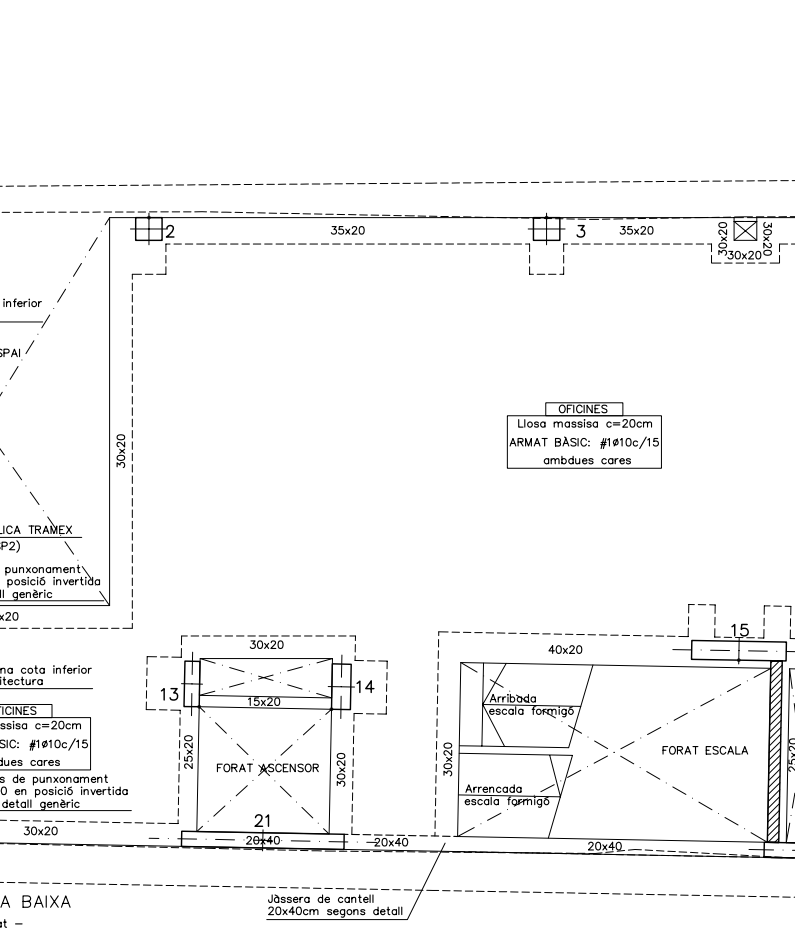 2
35x20
3
35x20
30x20
30x20
30x20
inferior
SPAI
30x20
OFICINES
Llosa massisa c=20cm
ARMAT BÀSIC: #1ø10c/15
ambdues cares
LICA TRAMEX
SP2)
punxonament
posició invertida
ll genèric
x20
15
30x20
40x20
na cota inferior
itectura
13
14
15x20
Arribada
escala formigó
FICINES
assisa c=20cm
SIC: #1ø10c/15
dues cares
s de punxonament
0 en posició invertida
detall genèric
25x20
FORAT ASCENSOR
30x20
30x20
FORAT ESCALA
25x20
Arrencada
escala formigó
30x20
21
20x40
20x40
20x40
Jàssera de cantell
20x40cm segons detall
A BAIXA
at –